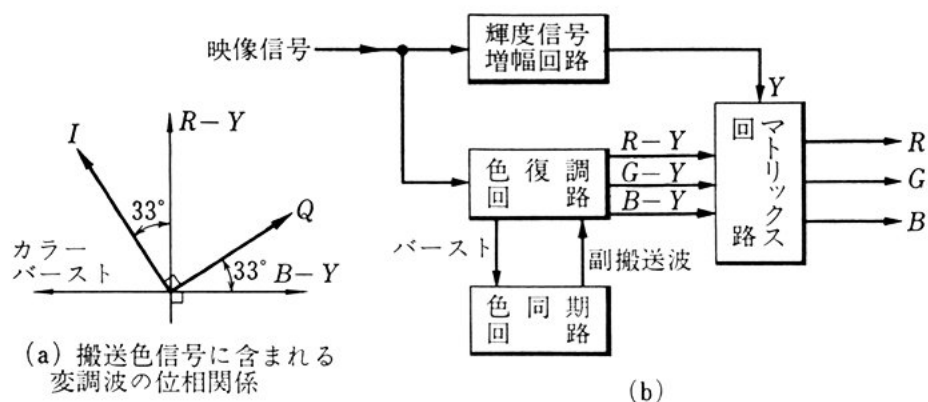 映像信号
輝度信号
増幅回路
Y
I
R−Y
33°
Q
33°
カラー
バースト
B−Y
(a) 搬送色信号に含まれる
変調波の位相関係
色復調
回路
R−Y
G−Y
B−Y
マトリックス
回路
R
G
B
バースト
副搬送波
色同期
回路
(b)